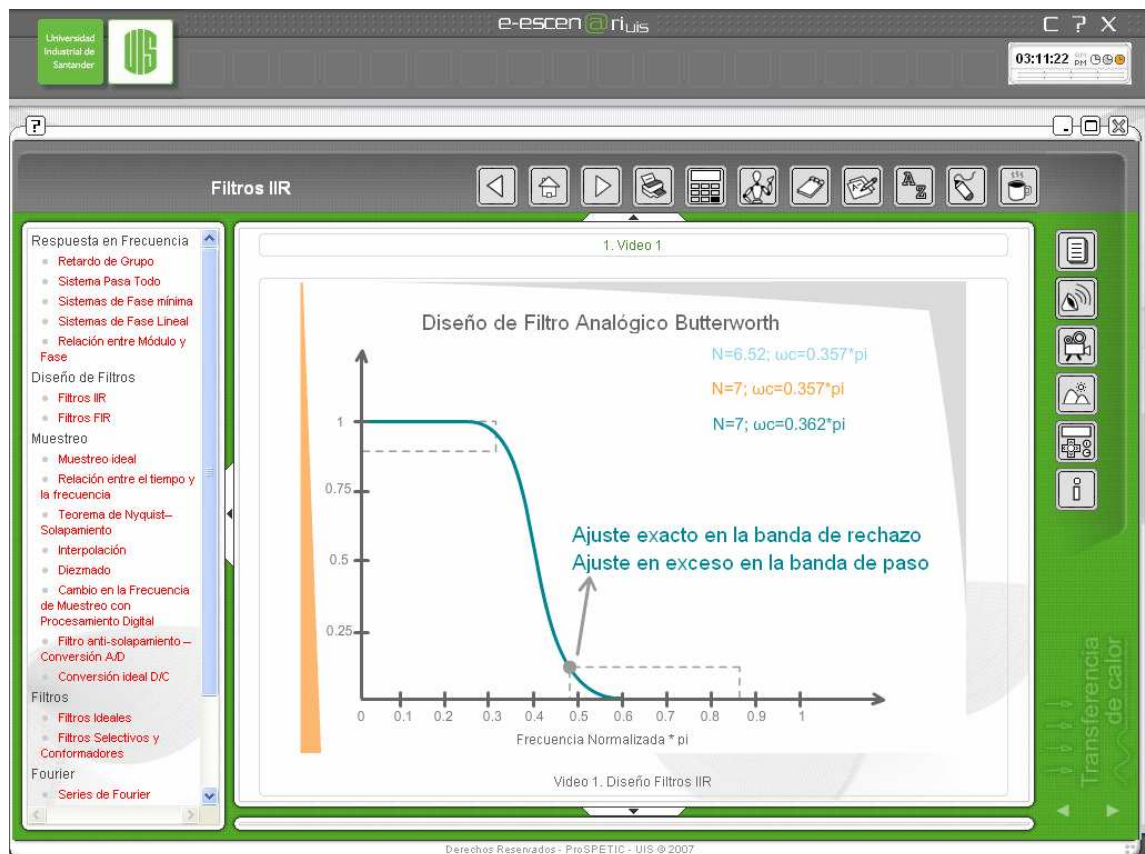 Universidad
Industrial de
Santander
UIS
e-escen@ri uis
C ? X
03:11:22 AM
PM
?
Filtros IIR
A
Z
Respuesta en Frecuencia
Retardo de Grupo
Sistema Pasa Todo
Sistemas de Fase mínima
Sistemas de Fase Lineal
Relación entre Módulo y
Fase
Diseño de Filtros
Filtros IIR
Filtros FIR
Muestreo
Muestreo ideal
Relación entre el tiempo y
la frecuencia
Teorema de Nyquist–
Solapamiento
Interpolación
Diezmado
Cambio en la Frecuencia
de Muestreo con
Procesamiento Digital
Filtro anti-solapamiento –
Conversión A/D
Conversión ideal D/C
Filtros
Filtros Ideales
Filtros Selectivos y
Conformadores
Fourier
Series de Fourier
1. Video 1
Diseño de Filtro Analógico Butterworth
N=6.52; ωc=0.357*pi
N=7; ωc=0.357*pi
N=7; ωc=0.362*pi
1
0.75
0.5
0.25
Ajuste exacto en la banda de rechazo
Ajuste en exceso en la banda de paso
0 0.1 0.2 0.3 0.4 0.5 0.6 0.7 0.8 0.9 1
Frecuencia Normalizada * pi
Video 1. Diseño Filtros IIR
i
Transferencia
de calor
Derechos Reservados - ProSPETIC - UIS @ 2007